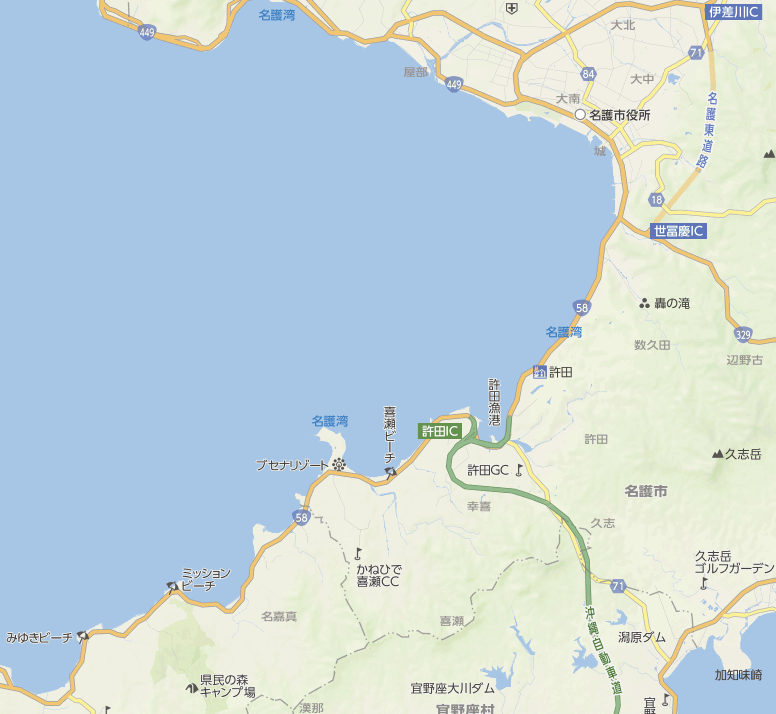 名護湾
伊差川IC
449
大北
71
屋部
84
大中
449
大南
名護市役所
名護東道路
城
18
世冨慶IC
58
轟の滝
名護湾
329
数久田
辺野古
許田
許田漁港
喜瀬ビーチ
名護湾
許田IC
許田
久志岳
ブセナリゾート
許田GC
名護市
幸喜
58
久志
久志岳
ゴルフガーデン
かねひで
喜瀬CC
ミッション
ビーチ
71
名嘉真
喜瀬
沖縄自動車道
潟原ダム
みゆきビーチ
加知味崎
県民の森
キャンプ場
宜野座大川ダム
漢那
宜野座村
宜野